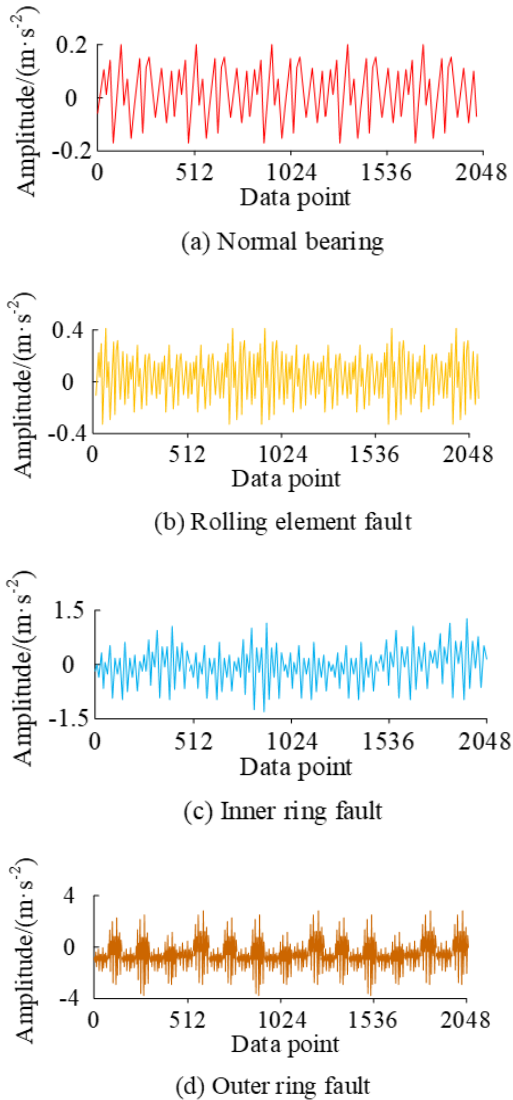 Amplitude/(m·s⁻²)
0.2
0
-0.2
0 512 1024 1536 2048
Data point
(a) Normal bearing
Amplitude/(m·s⁻²)
0.4
0
-0.4
0 512 1024 1536 2048
Data point
(b) Rolling element fault
Amplitude/(m·s⁻²)
1.5
0
-1.5
0 512 1024 1536 2048
Data point
(c) Inner ring fault
Amplitude/(m·s⁻²)
4
0
-4
0 512 1024 1536 2048
Data point
(d) Outer ring fault